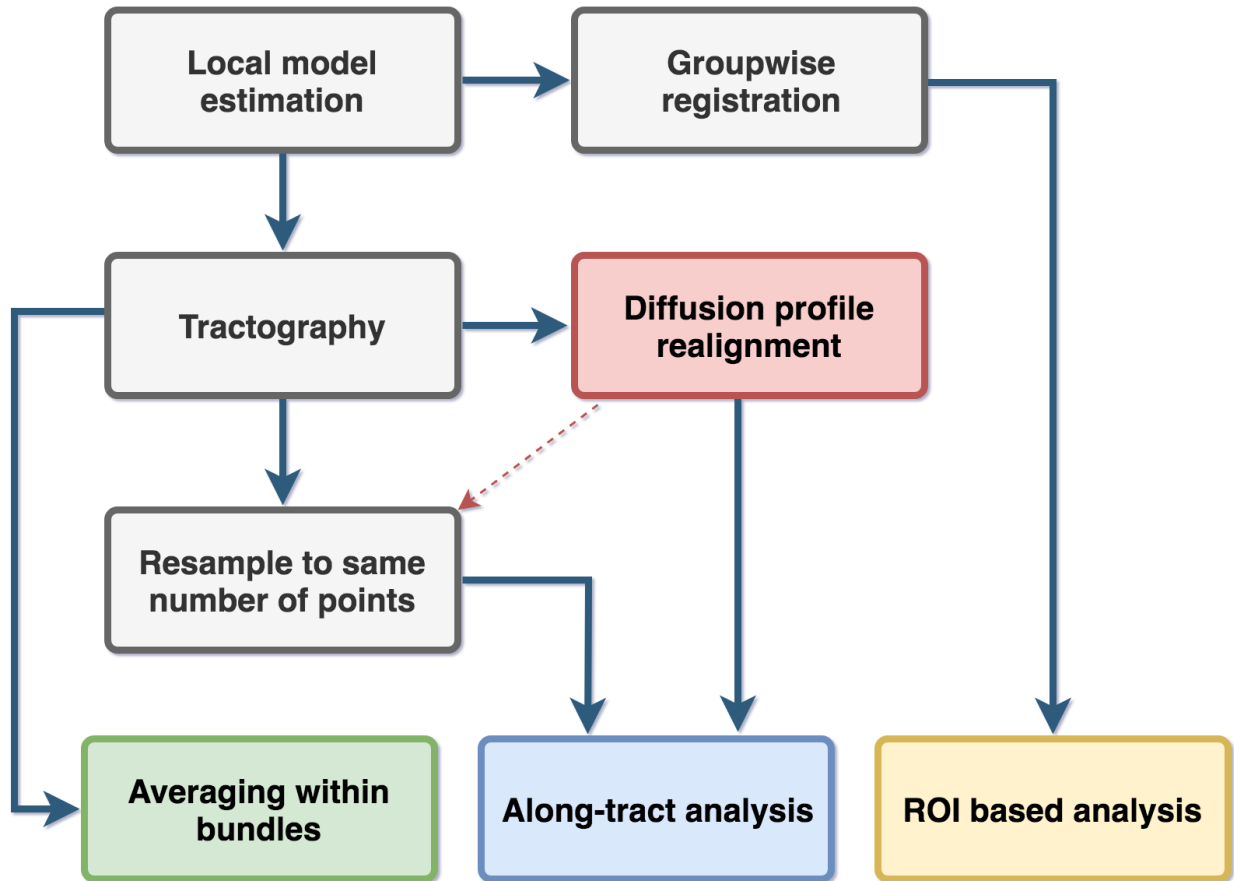 Local model
estimation
Groupwise
registration
Tractography
Diffusion profile
realignment
Resample to same
number of points
Averaging within
bundles
Along-tract analysis
ROI based analysis